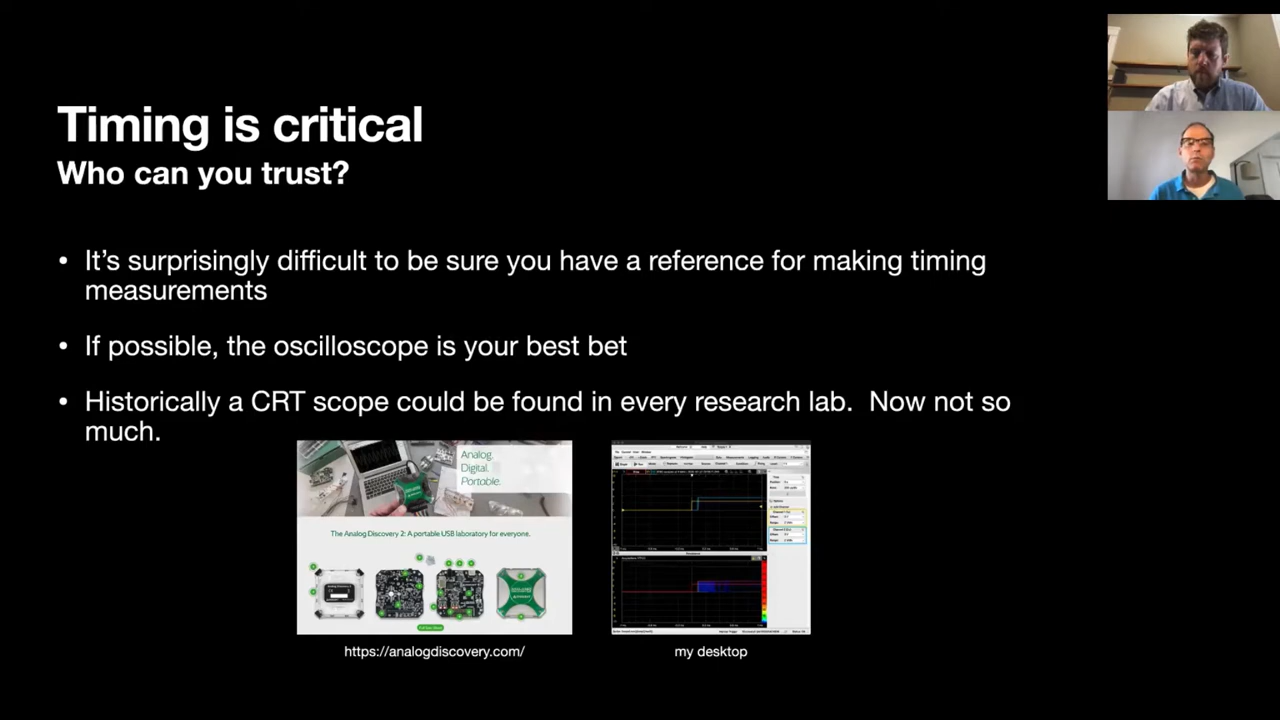 Timing is critical
Who can you trust?
• It’s surprisingly difficult to be sure you have a reference for making timing
measurements
• If possible, the oscilloscope is your best bet
• Historically a CRT scope could be found in every research lab.  Now not so
much.
Analog.
Digital.
Portable.
The Analog Discovery 2: A portable USB laboratory for everyone.
https://analogdiscovery.com/
my desktop